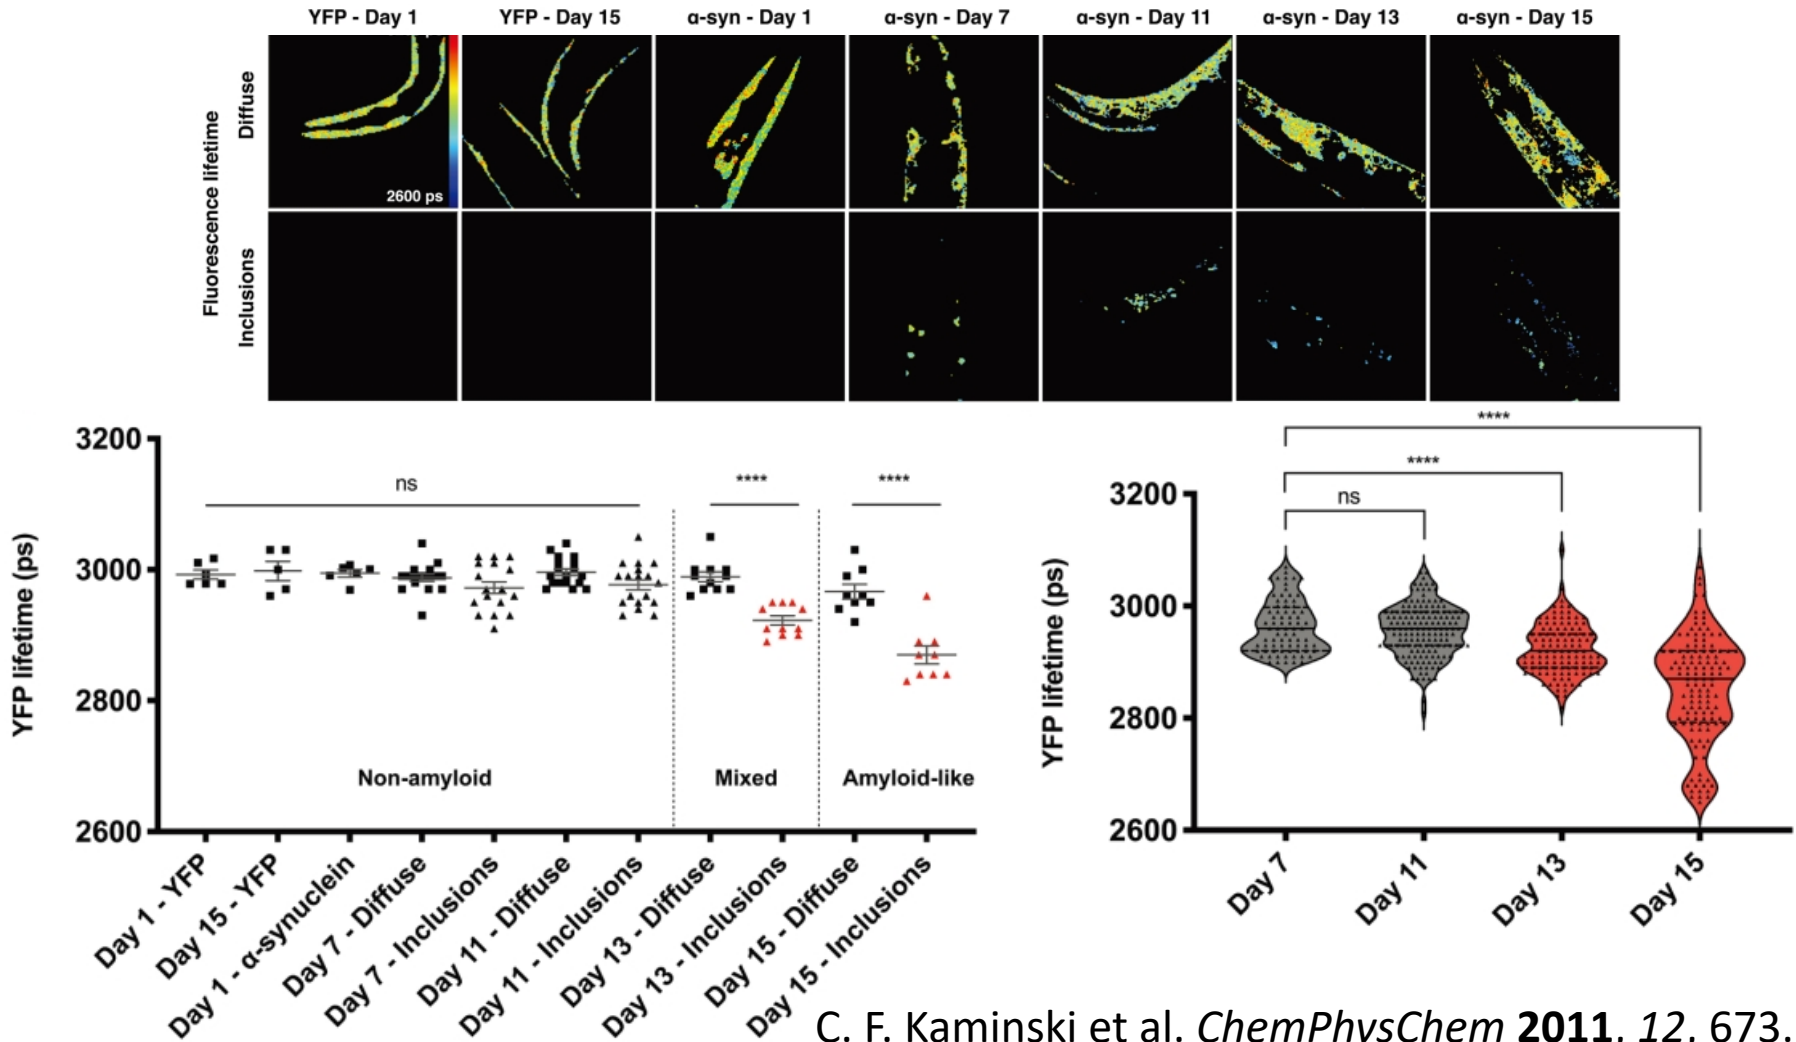 YFP - Day 1
YFP - Day 15
α-syn - Day 1
α-syn - Day 7
α-syn - Day 11
α-syn - Day 13
α-syn - Day 15
Fluorescence lifetime
Diffuse
2600 ps
Inclusions
YFP lifetime (ps)
3200
3000
2800
2600
ns
****
****
Non-amyloid
Mixed
Amyloid-like
Day 1 - YFP
Day 15 - YFP
Day 1 - α-synuclein
Day 7 - Diffuse
Day 7 - Inclusions
Day 11 - Diffuse
Day 11 - Inclusions
Day 13 - Diffuse
Day 13 - Inclusions
Day 15 - Diffuse
Day 15 - Inclusions
****
****
ns
YFP lifetime (ps)
3200
3000
2800
2600
Day 7
Day 11
Day 13
Day 15
C. F. Kaminski et al. ChemPhysChem 2011, 12, 673.